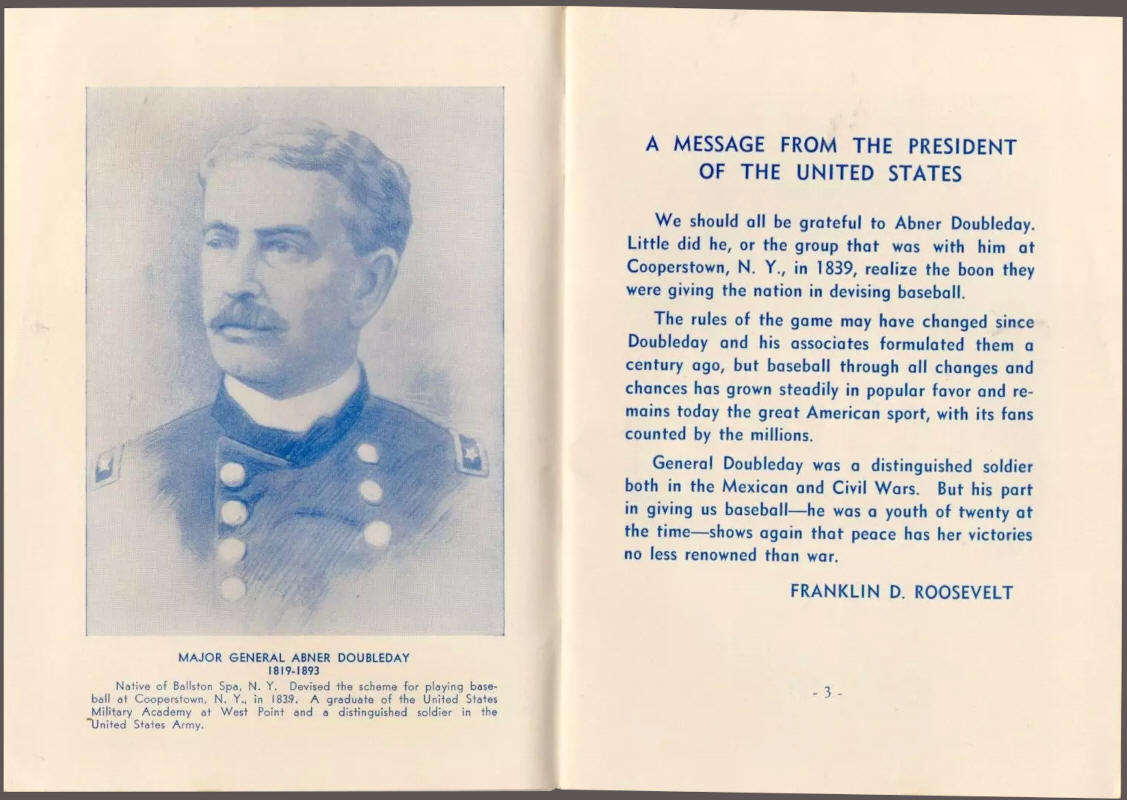 MAJOR GENERAL ABNER DOUBLEDAY
1819-1893
Native of Ballston Spa, N. Y. Devised the scheme for playing base-
ball at Cooperstown, N. Y., in 1839. A graduate of the United States
Military Academy at West Point and a distinguished soldier in the
United States Army.
A MESSAGE FROM THE PRESIDENT
OF THE UNITED STATES
We should all be grateful to Abner Doubleday.
Little did he, or the group that was with him at
Cooperstown, N. Y., in 1839, realize the boon they
were giving the nation in devising baseball.
The rules of the game may have changed since
Doubleday and his associates formulated them a
century ago, but baseball through all changes and
chances has grown steadily in popular favor and re-
mains today the great American sport, with its fans
counted by the millions.
General Doubleday was a distinguished soldier
both in the Mexican and Civil Wars. But his part
in giving us baseball—he was a youth of twenty at
the time—shows again that peace has her victories
no less renowned than war.
FRANKLIN D. ROOSEVELT
- 3 -